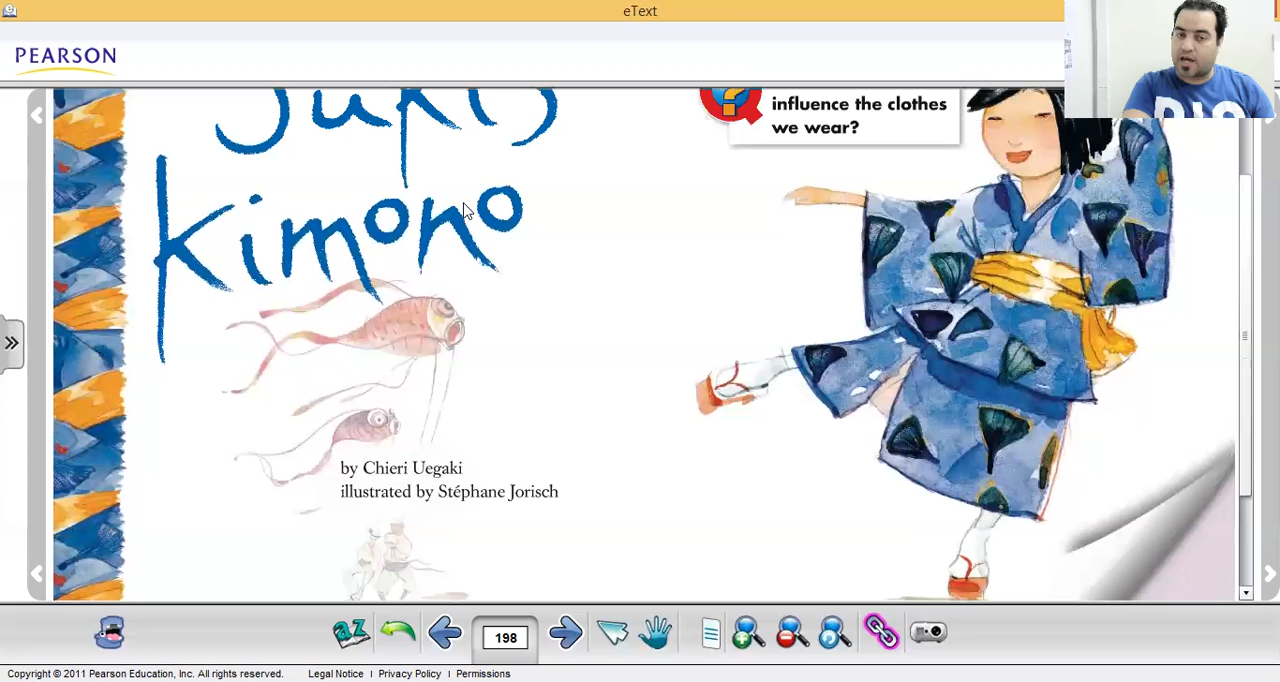 eText
PEARSON
influence the clothes
we wear?
kimono
by Chieri Uegaki
illustrated by Stéphane Jorisch
az
198
Copyright © 2011 Pearson Education, Inc. All rights reserved. Legal Notice | Privacy Policy | Permissions